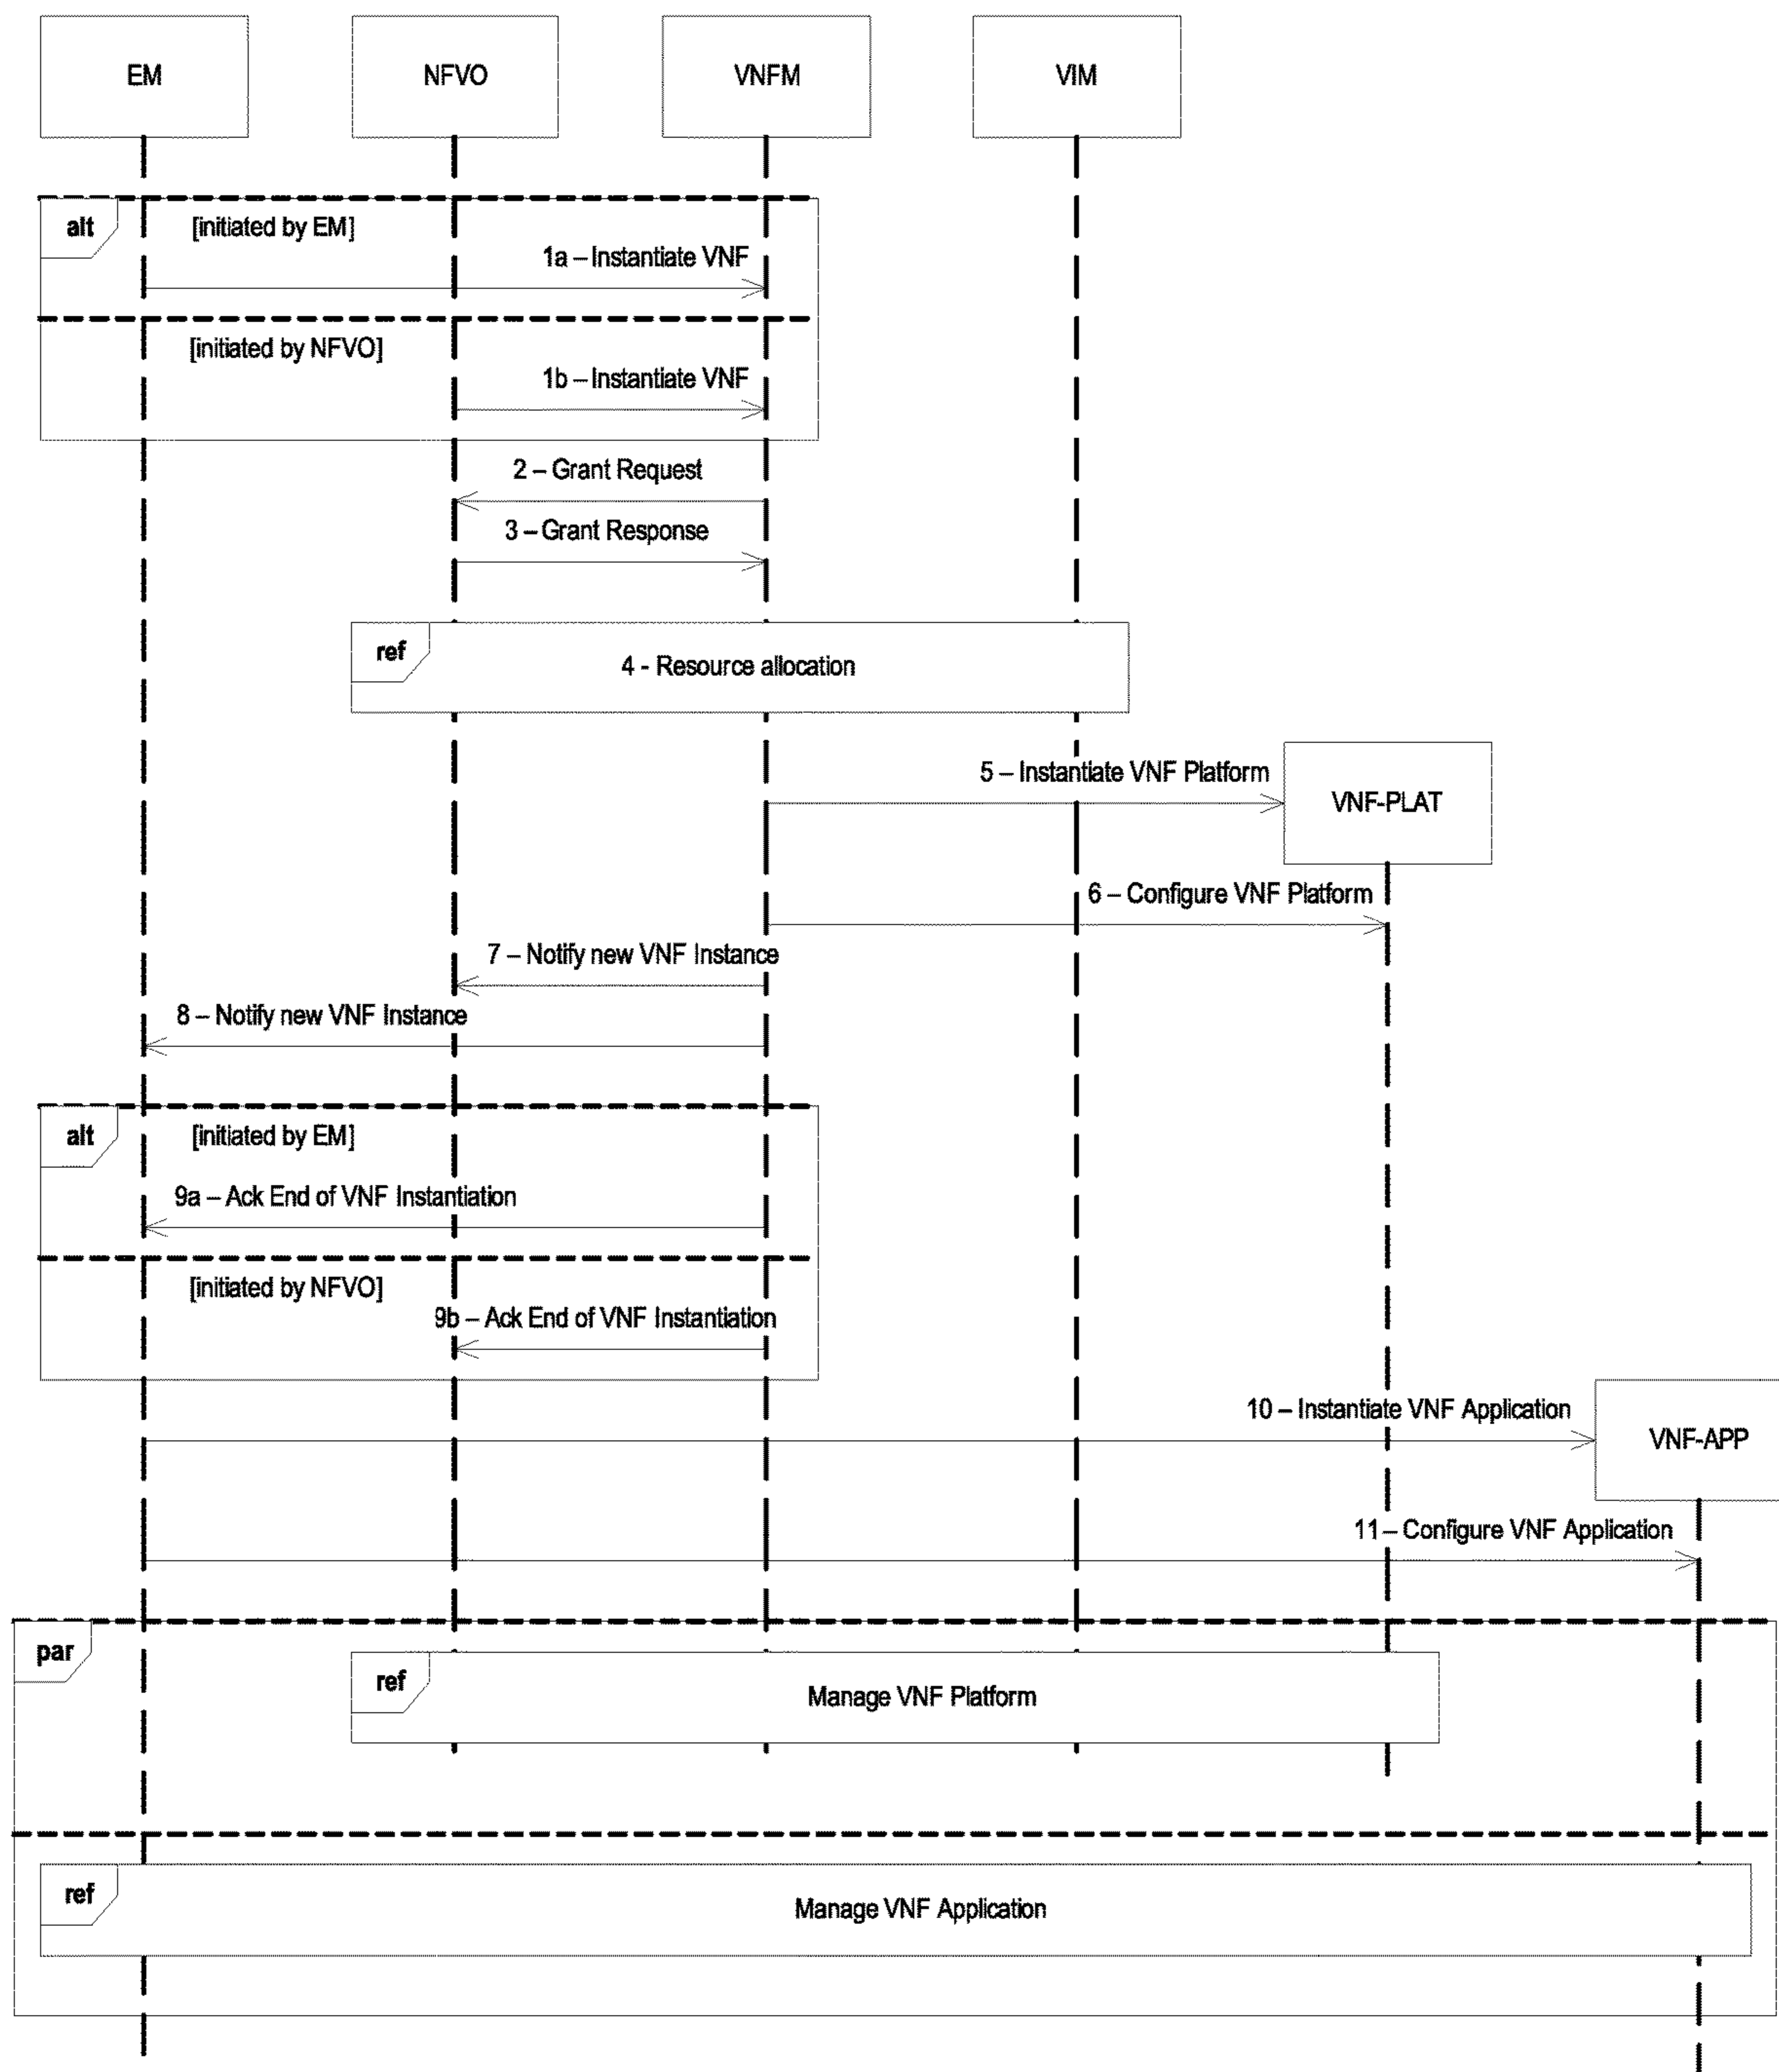 EM
NFVO
VNFM
VIM
alt
[initiated by EM]
1a – Instantiate VNF
[initiated by NFVO]
1b – Instantiate VNF
2 – Grant Request
3 – Grant Response
ref
4 - Resource allocation
5 – Instantiate VNF Platform
VNF-PLAT
6 – Configure VNF Platform
7 – Notify new VNF Instance
8 – Notify new VNF Instance
alt
[initiated by EM]
9a – Ack End of VNF Instantiation
[initiated by NFVO]
9b – Ack End of VNF Instantiation
10 – Instantiate VNF Application
VNF-APP
11 – Configure VNF Application
par
ref
Manage VNF Platform
ref
Manage VNF Application